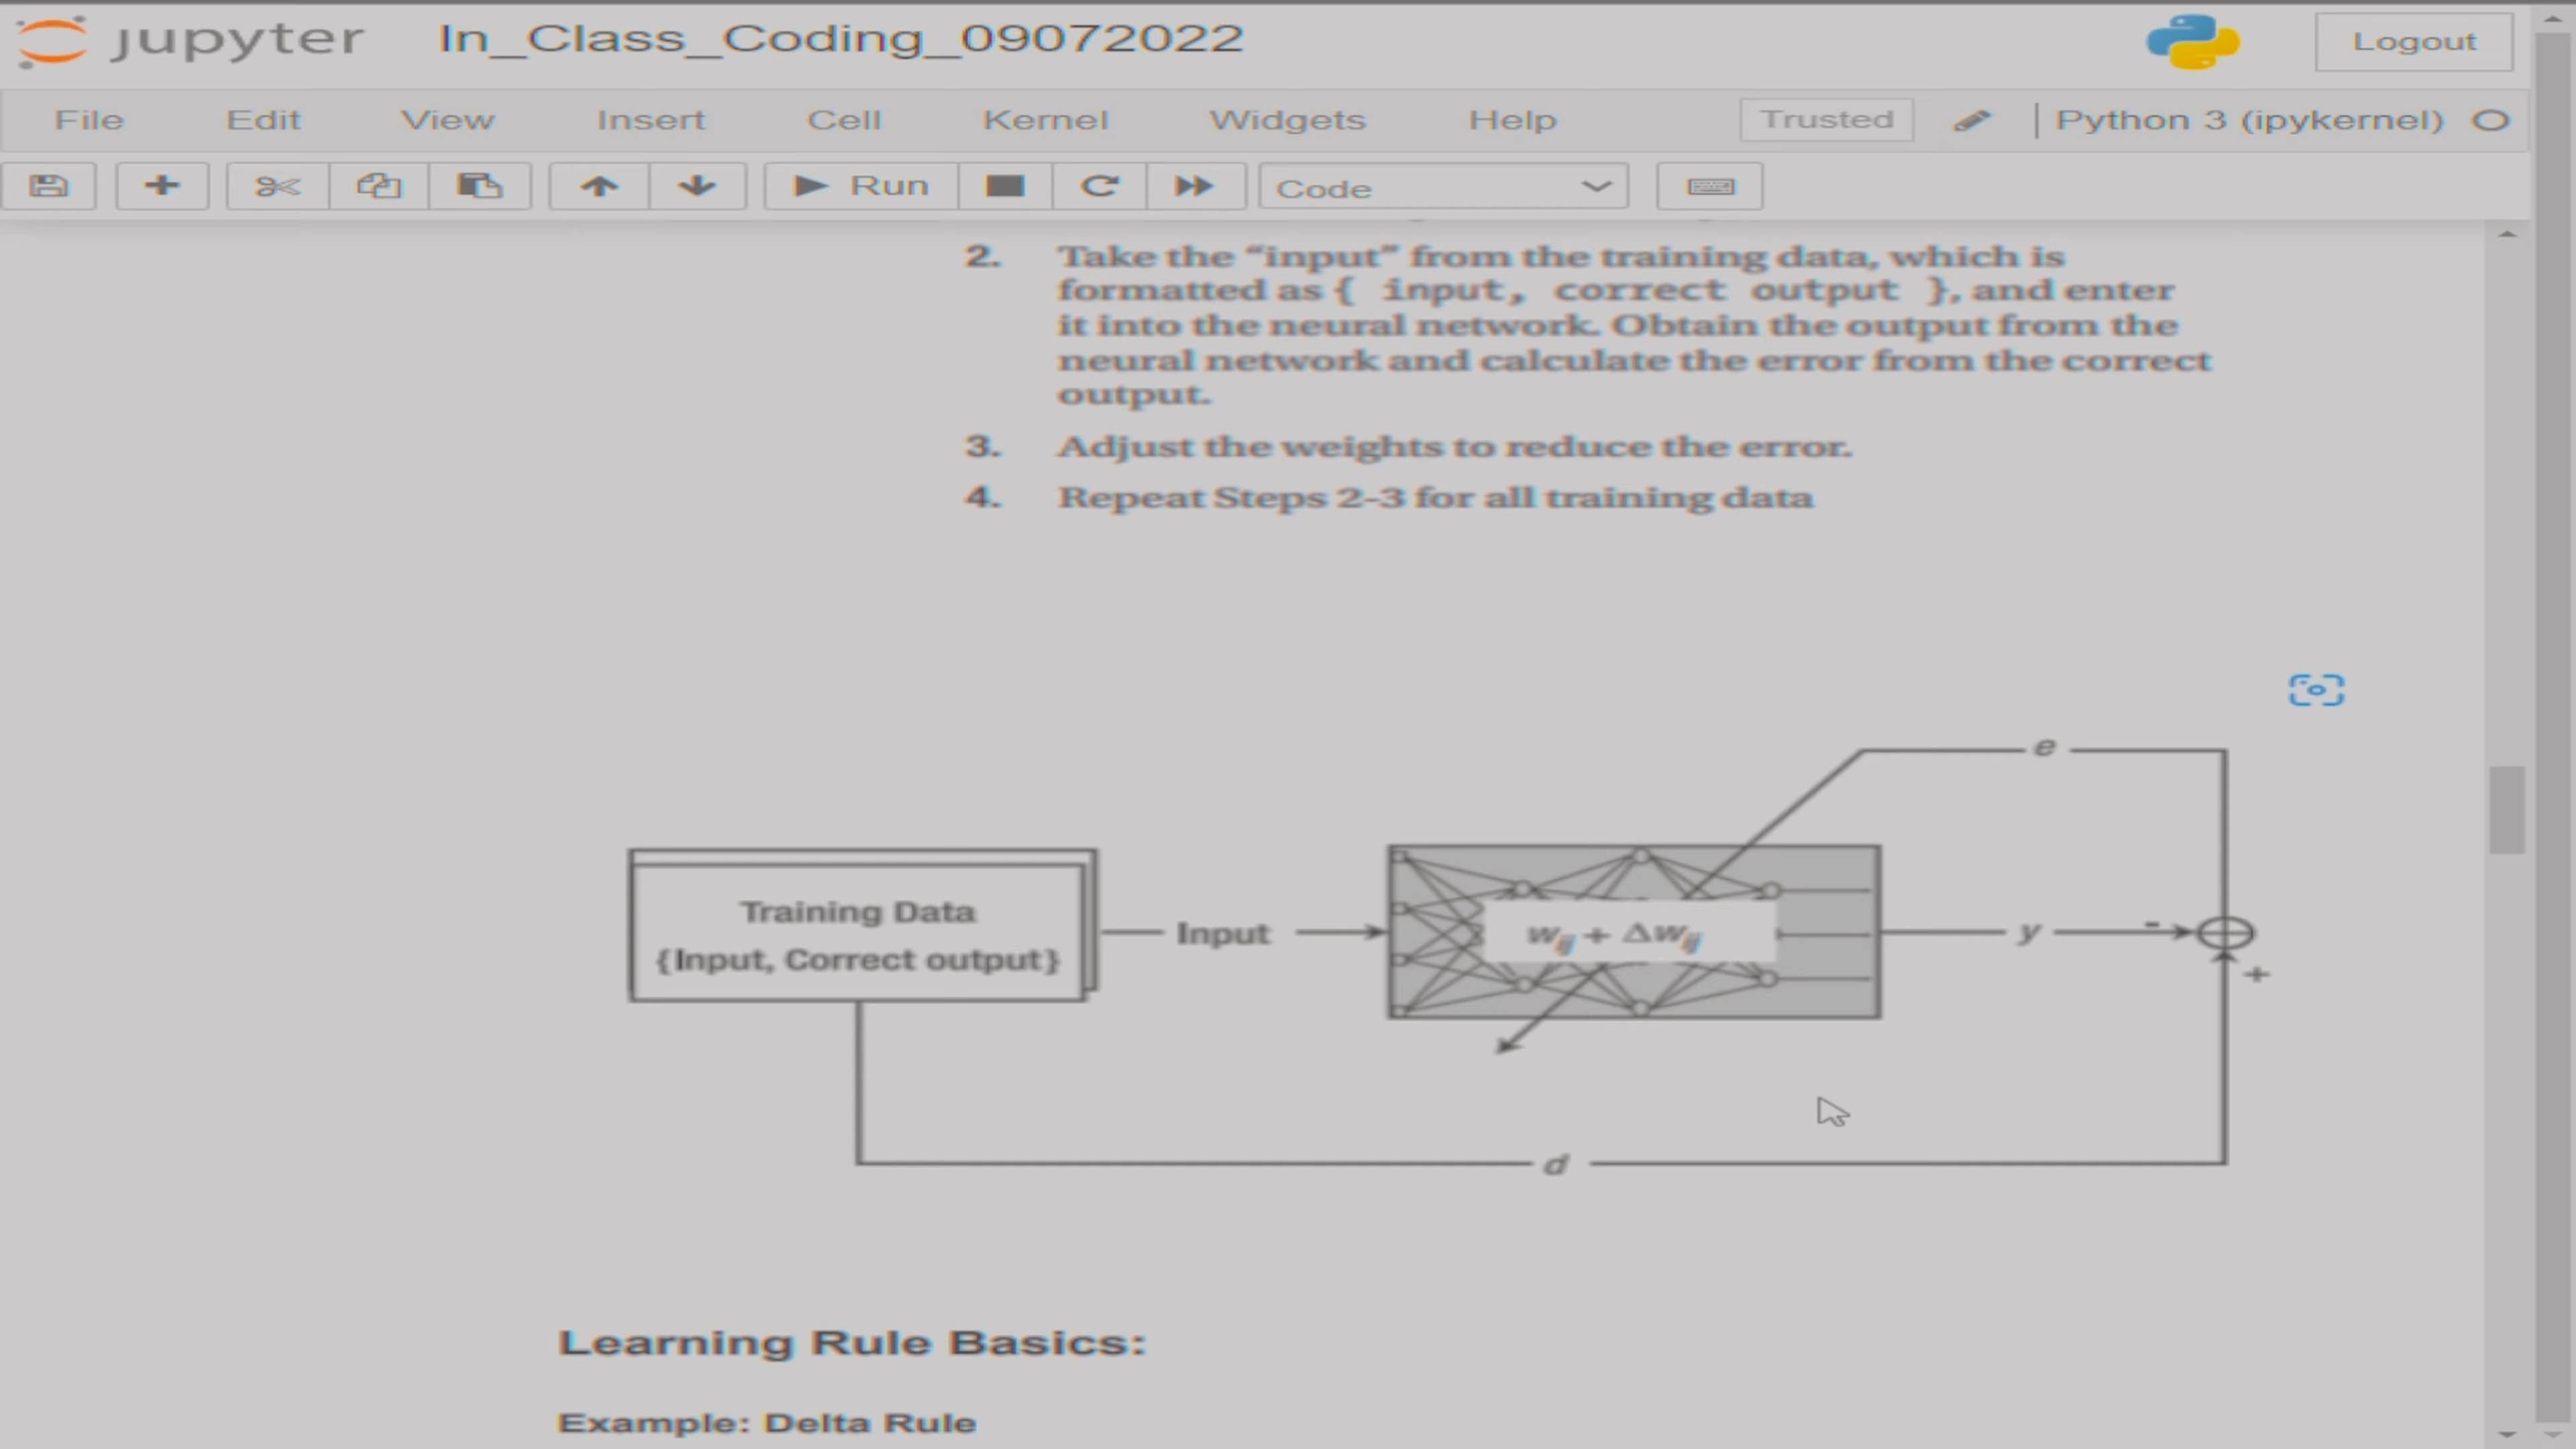 jupyter In_Class_Coding_09072022 Logout
File Edit View Insert Cell Kernel Widgets Help Trusted Python 3 (ipykernel)
Run Code
2. Take the “input” from the training data, which is
formatted as { input, correct output }, and enter
it into the neural network. Obtain the output from the
neural network and calculate the error from the correct
output.
3. Adjust the weights to reduce the error.
4. Repeat Steps 2-3 for all training data
e
Training Data
{Input, Correct output}
Input
wij + Δwij
y
-
+
d
Learning Rule Basics:
Example: Delta Rule